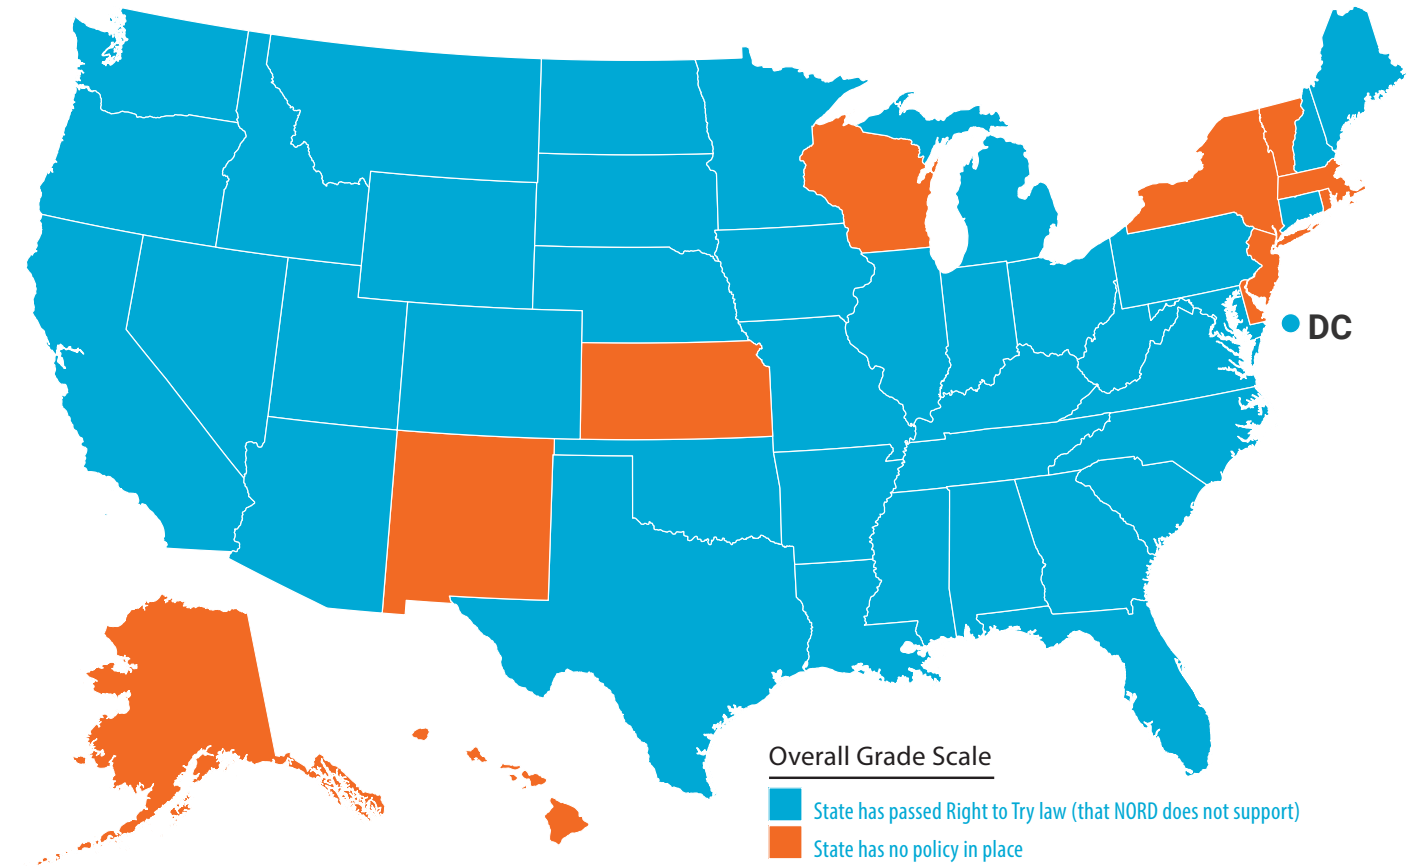 DC
Overall Grade Scale
State has passed Right to Try law (that NORD does not support)
State has no policy in place